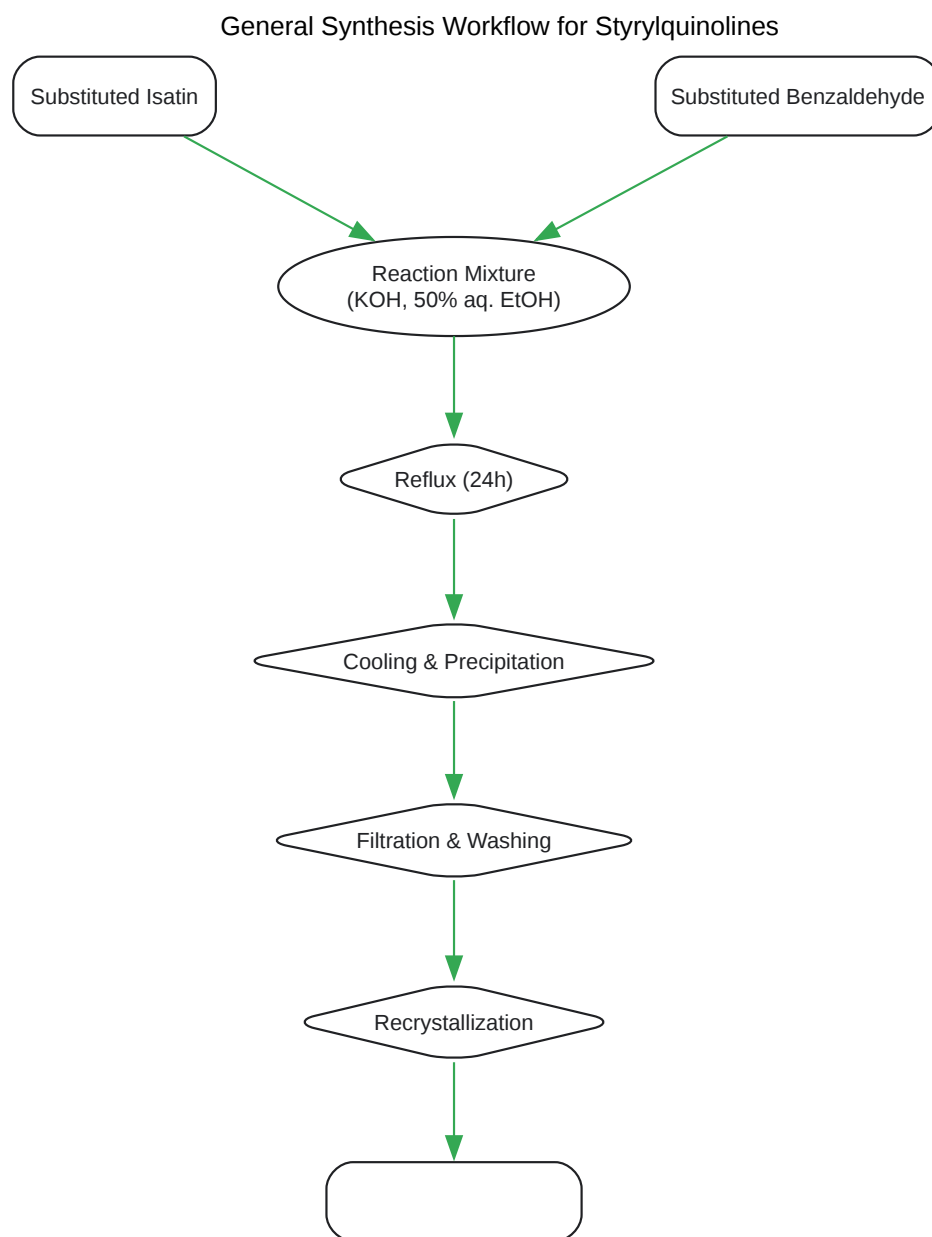 General Synthesis Workflow for Styrylquinolines
Substituted Isatin
Substituted Benzaldehyde
Reaction Mixture
(KOH, 50% aq. EtOH)
Reflux (24h)
Cooling & Precipitation
Filtration & Washing
Recrystallization